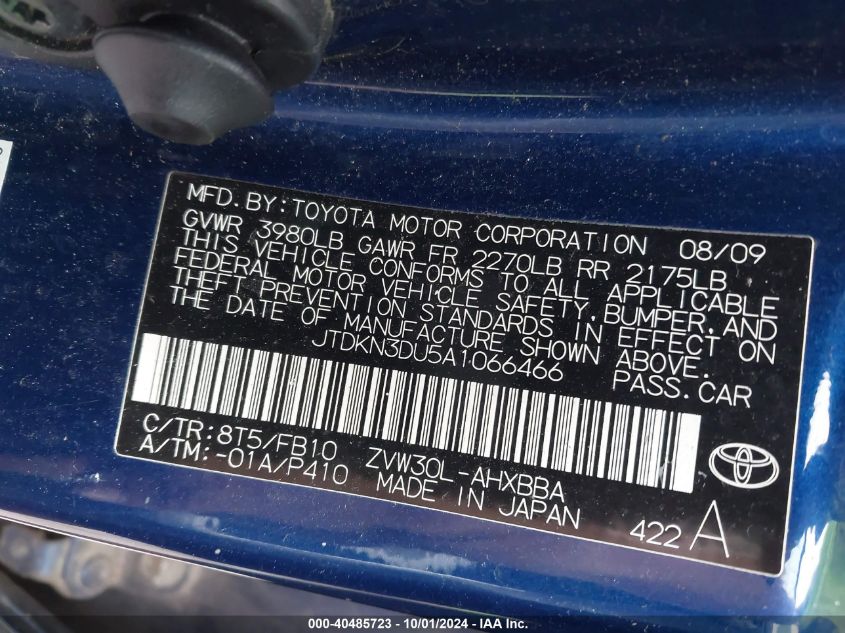 MFD. BY: TOYOTA MOTOR CORPORATION 08/09
GVWR 3980LB GAWR FR 2270LB RR 2175LB
THIS VEHICLE CONFORMS TO ALL APPLICABLE
FEDERAL MOTOR VEHICLE SAFETY, BUMPER, AND
THEFT PREVENTION STANDARDS IN EFFECT ON
THE DATE OF MANUFACTURE SHOWN ABOVE.
JTDKN3DU5A1066466 PASS. CAR
C/TR: 8T5/FB10 ZVW30L-AHXBBA
A/TM: -01A/P410 MADE IN JAPAN
422 A
000-40485723 - 10/01/2024 - IAA Inc.